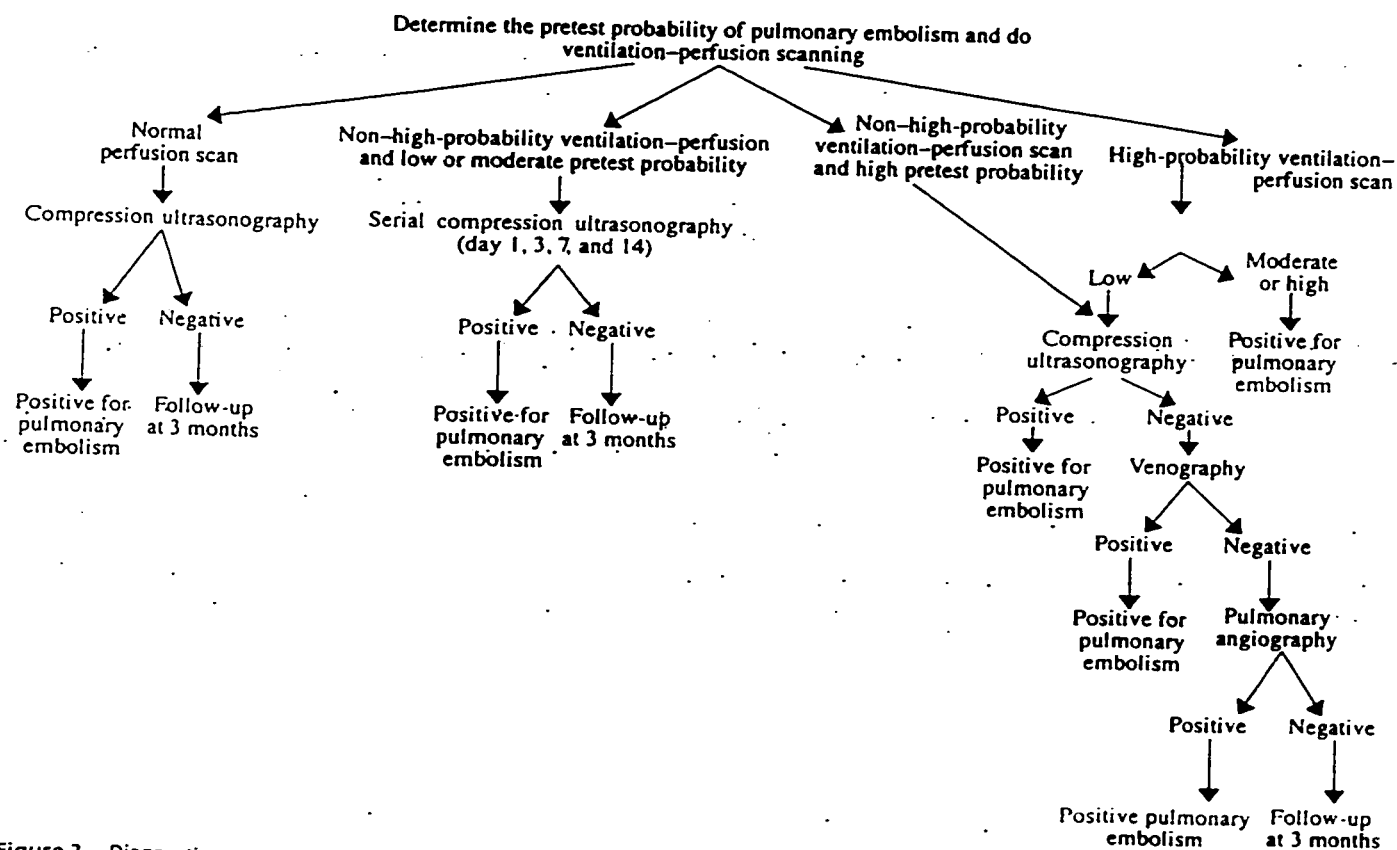 Determine the pretest probability of pulmonary embolism and do
ventilation–perfusion scanning
Normal
perfusion scan
Non–high-probability ventilation–perfusion
and low or moderate pretest probability
Non–high-probability
ventilation–perfusion scan
and high pretest probability
High-probability ventilation–
perfusion scan
Compression ultrasonography
Serial compression ultrasonography
(day 1, 3, 7, and 14)
Low
Moderate
or high
Positive
Negative
Positive
Negative
Compression
ultrasonography
Positive for
pulmonary
embolism
Positive for
pulmonary
embolism
Follow-up
at 3 months
Positive for
pulmonary
embolism
Follow-up
at 3 months
Positive
Negative
Positive for
pulmonary
embolism
Venography
Positive
Negative
Positive for
pulmonary
embolism
Pulmonary
angiography
Positive
Negative
Positive pulmonary
embolism
Follow-up
at 3 months